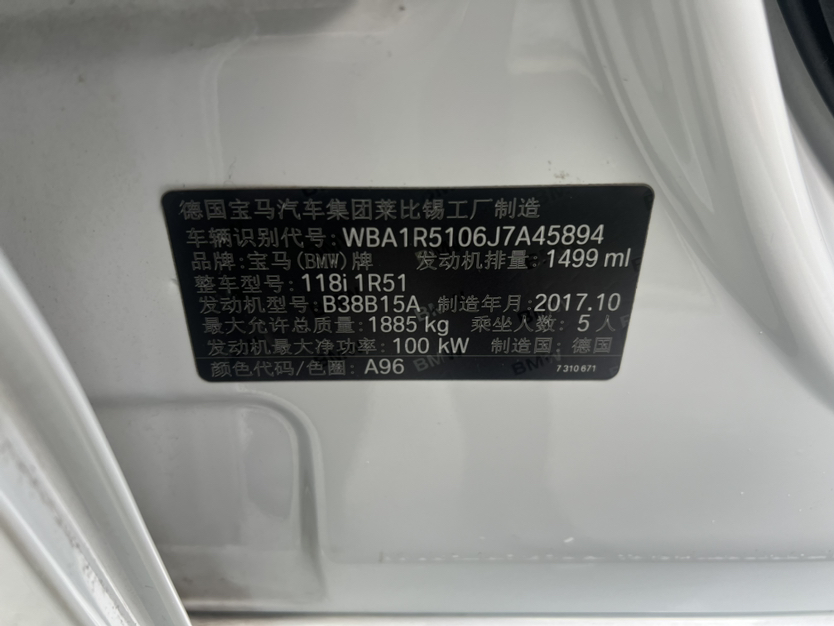 德国宝马汽车集团莱比锡工厂制造
车辆识别代号: WBA1R5106J7A45894
品牌: 宝马(BMW)牌 发动机排量: 1499 ml
整车型号: 118i 1R51
发动机型号: B38B15A 制造年月: 2017.10
最大允许总质量: 1885 kg 乘坐人数: 5 人
发动机最大净功率: 100 kW 制造国: 德国
颜色代码/色圈: A96 7 310 671